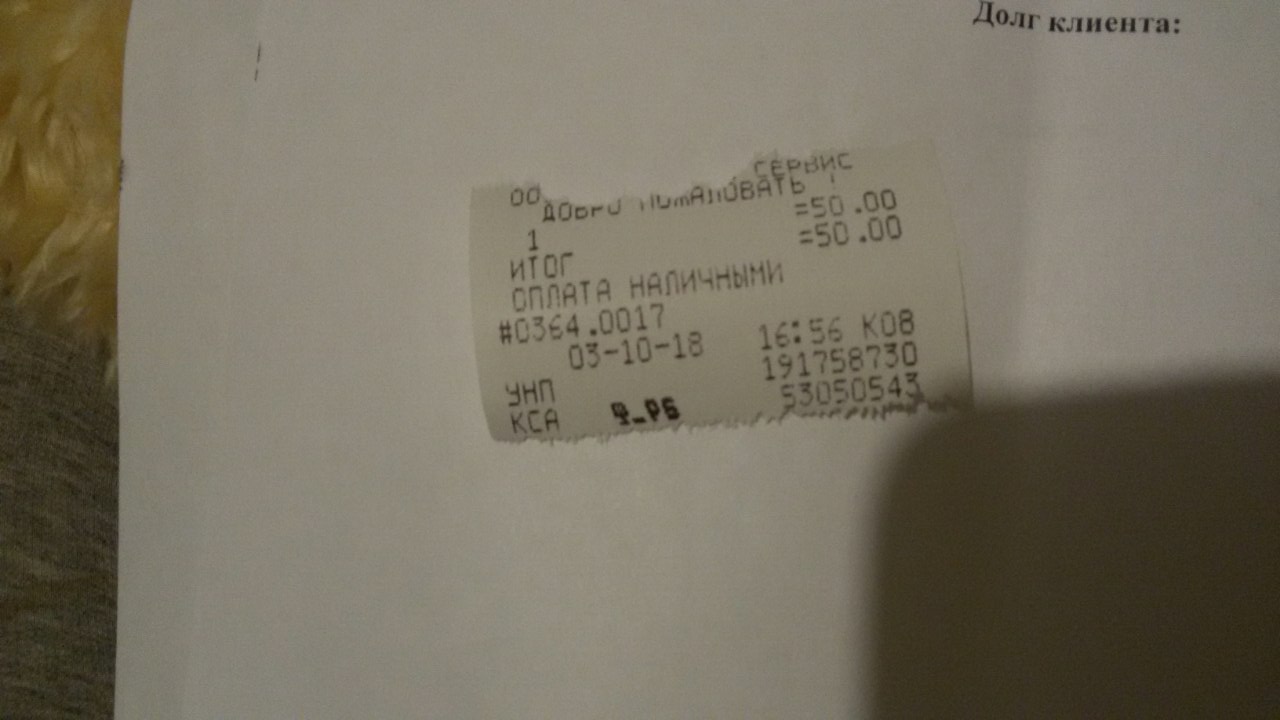 Долг клиента:
ОО СЕРВИС
ДОБРО ПОЖАЛОВАТЬ !
1 =50.00
ИТОГ =50.00
ОПЛАТА НАЛИЧНЫМИ
#0364.0017
03-10-18 16:56 К08
УНП 191758730
КСА 53050543